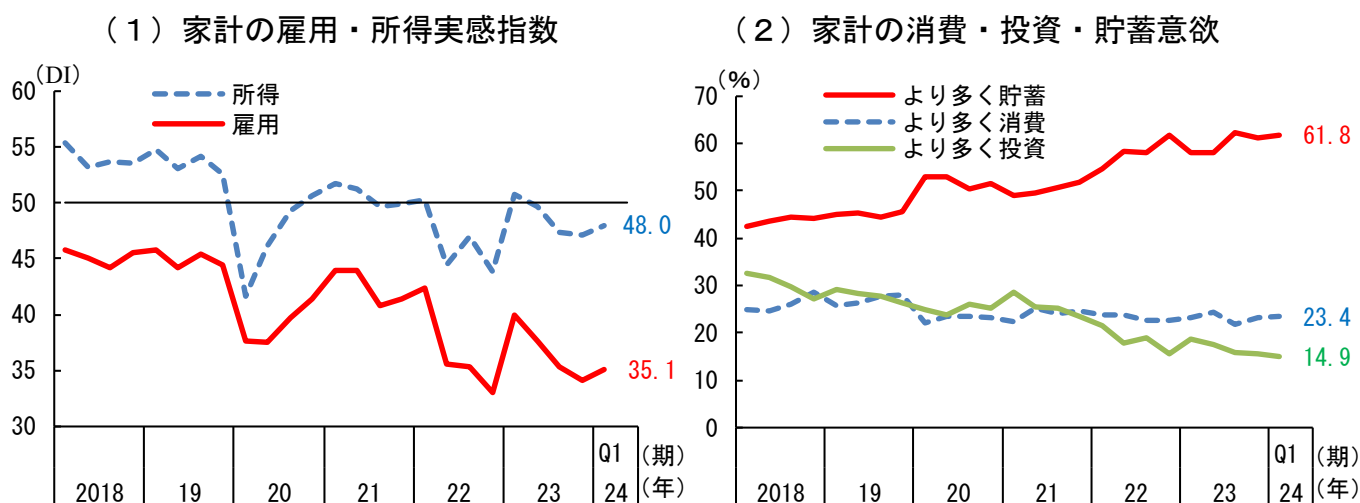 （１）家計の雇用・所得実感指数
(DI)
60
55
50
45
40
35
30
所得
雇用
48.0
35.1
Q1
(期)
2018 19 20 21 22 23 24
(年)
（２）家計の消費・投資・貯蓄意欲
(%)
70
60
50
40
30
20
10
0
より多く貯蓄
より多く消費
より多く投資
61.8
23.4
14.9
Q1
(期)
2018 19 20 21 22 23 24
(年)